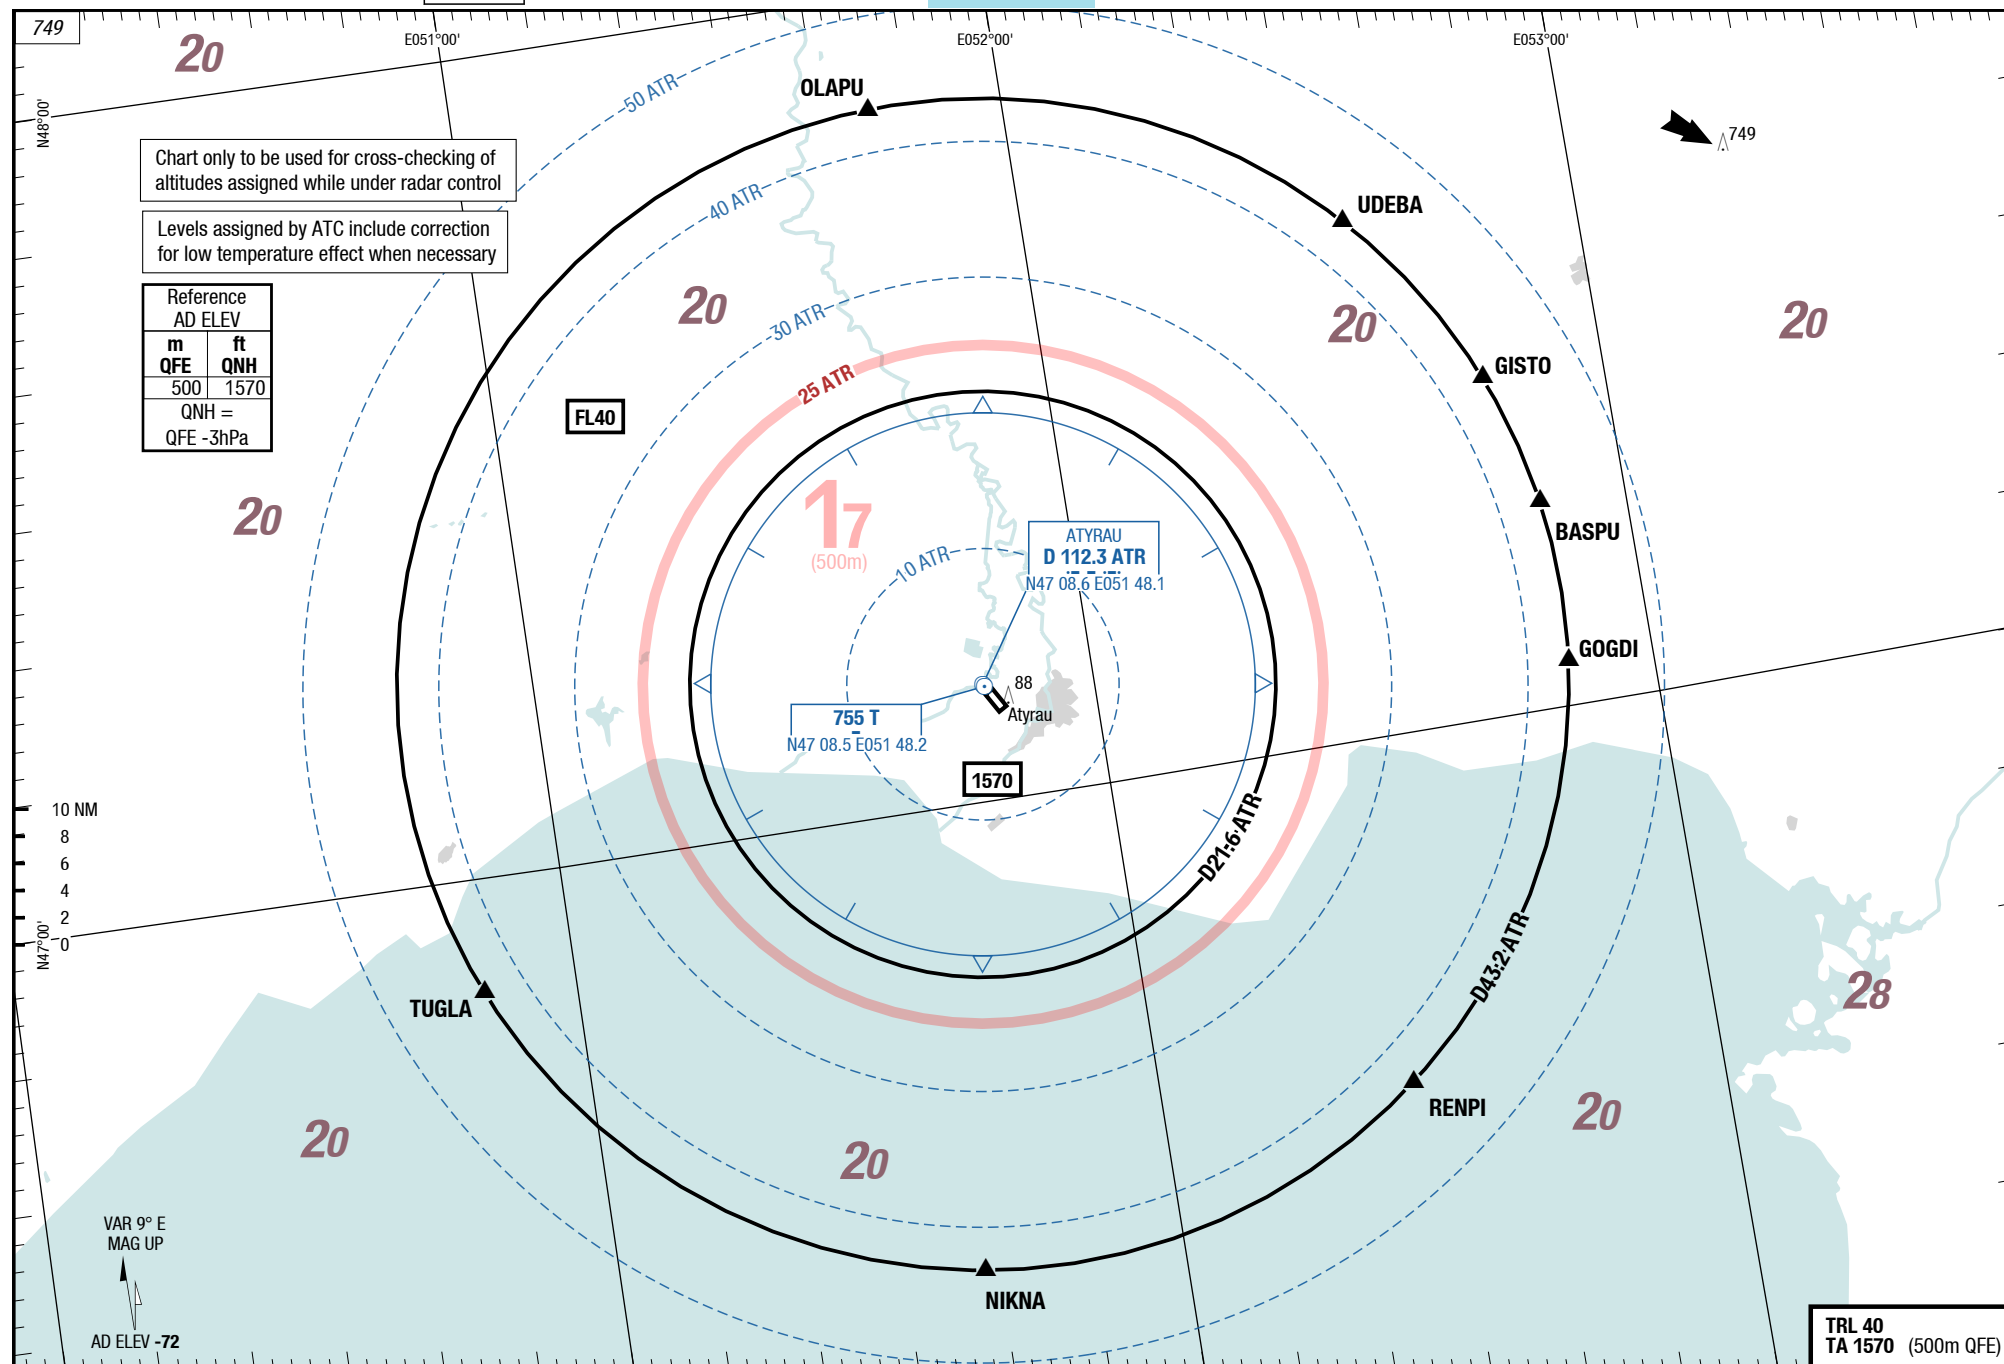 749
E051°00'
E052°00'
E053°00'
20
50 ATR
OLAPU
N48°00'
749
Chart only to be used for cross-checking of
altitudes assigned while under radar control
40 ATR
UDEBA
Levels assigned by ATC include correction
for low temperature effect when necessary
Reference
AD ELEV
m ft
QFE QNH
500 1570
QNH =
QFE -3hPa
20
30 ATR
20
20
GISTO
25 ATR
FL40
20
17
(500m)
BASPU
ATYRAU
D 112.3 ATR
N47 08.6 E051 48.1
10 ATR
GOGDI
88
Atyrau
755 T
N47 08.5 E051 48.2
1570
10 NM
8
6
4
2
0
N47°00'
D21.6 ATR
D43.2 ATR
TUGLA
28
RENPI
20
20
20
VAR 9° E
MAG UP
NIKNA
AD ELEV -72
TRL 40
TA 1570 (500m QFE)